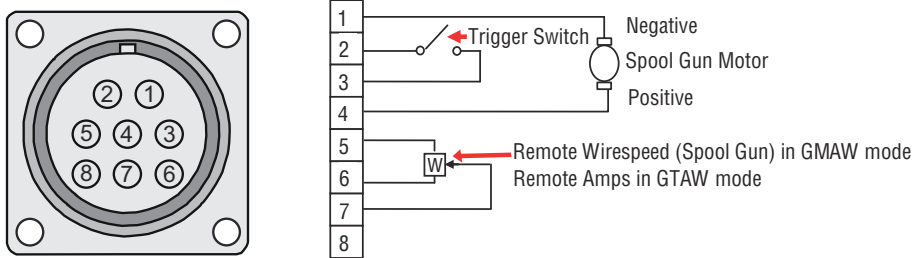 2 1
5 4 3
8 7 6
1
2
3
4
5
6
7
8
Trigger Switch
Negative
Spool Gun Motor
Positive
W
Remote Wirespeed (Spool Gun) in GMAW mode
Remote Amps in GTAW mode